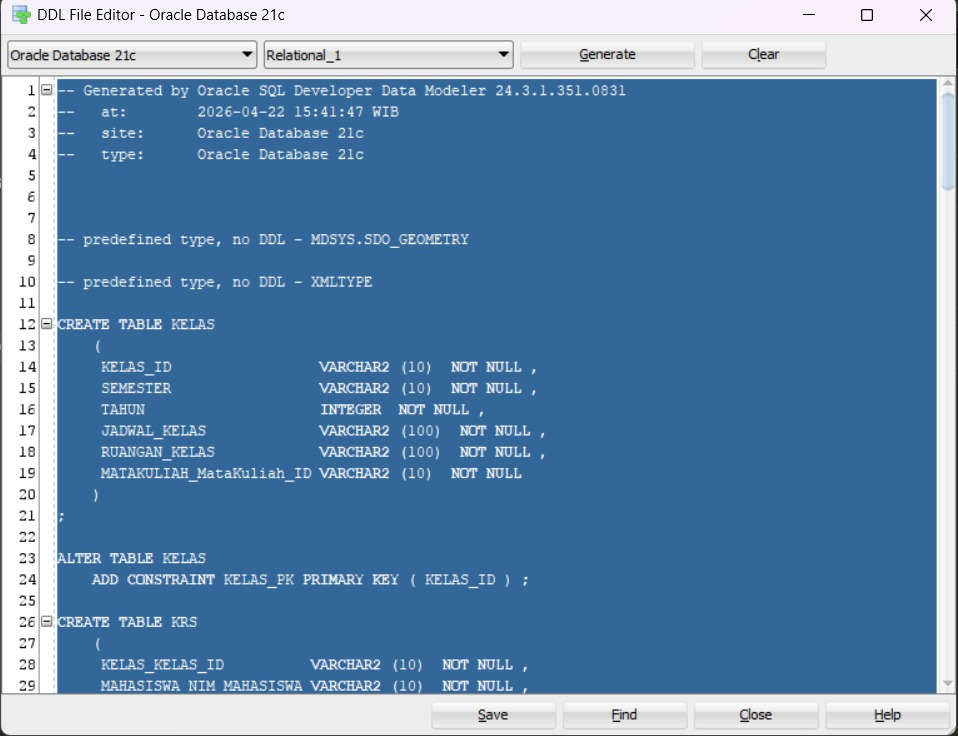 DDL File Editor - Oracle Database 21c
Oracle Database 21c Relational_1 Generate Clear
1 -- Generated by Oracle SQL Developer Data Modeler 24.3.1.351.0831
2 --   at:        2026-04-22 15:41:47 WIB
3 --   site:      Oracle Database 21c
4 --   type:      Oracle Database 21c
5
6
7
8 -- predefined type, no DDL - MDSYS.SDO_GEOMETRY
9
10 -- predefined type, no DDL - XMLTYPE
11
12 CREATE TABLE KELAS
13     (
14      KELAS_ID                 VARCHAR2 (10)  NOT NULL ,
15      SEMESTER                 VARCHAR2 (10)  NOT NULL ,
16      TAHUN                    INTEGER  NOT NULL ,
17      JADWAL_KELAS             VARCHAR2 (100)  NOT NULL ,
18      RUANGAN_KELAS            VARCHAR2 (100)  NOT NULL ,
19      MATAKULIAH_MataKuliah_ID VARCHAR2 (10)  NOT NULL
20     )
21 ;
22
23 ALTER TABLE KELAS
24     ADD CONSTRAINT KELAS_PK PRIMARY KEY ( KELAS_ID ) ;
25
26 CREATE TABLE KRS
27     (
28      KELAS_KELAS_ID          VARCHAR2 (10)  NOT NULL ,
29      MAHASISWA_NIM_MAHASISWA VARCHAR2 (10)  NOT NULL ,
Save Find Close Help